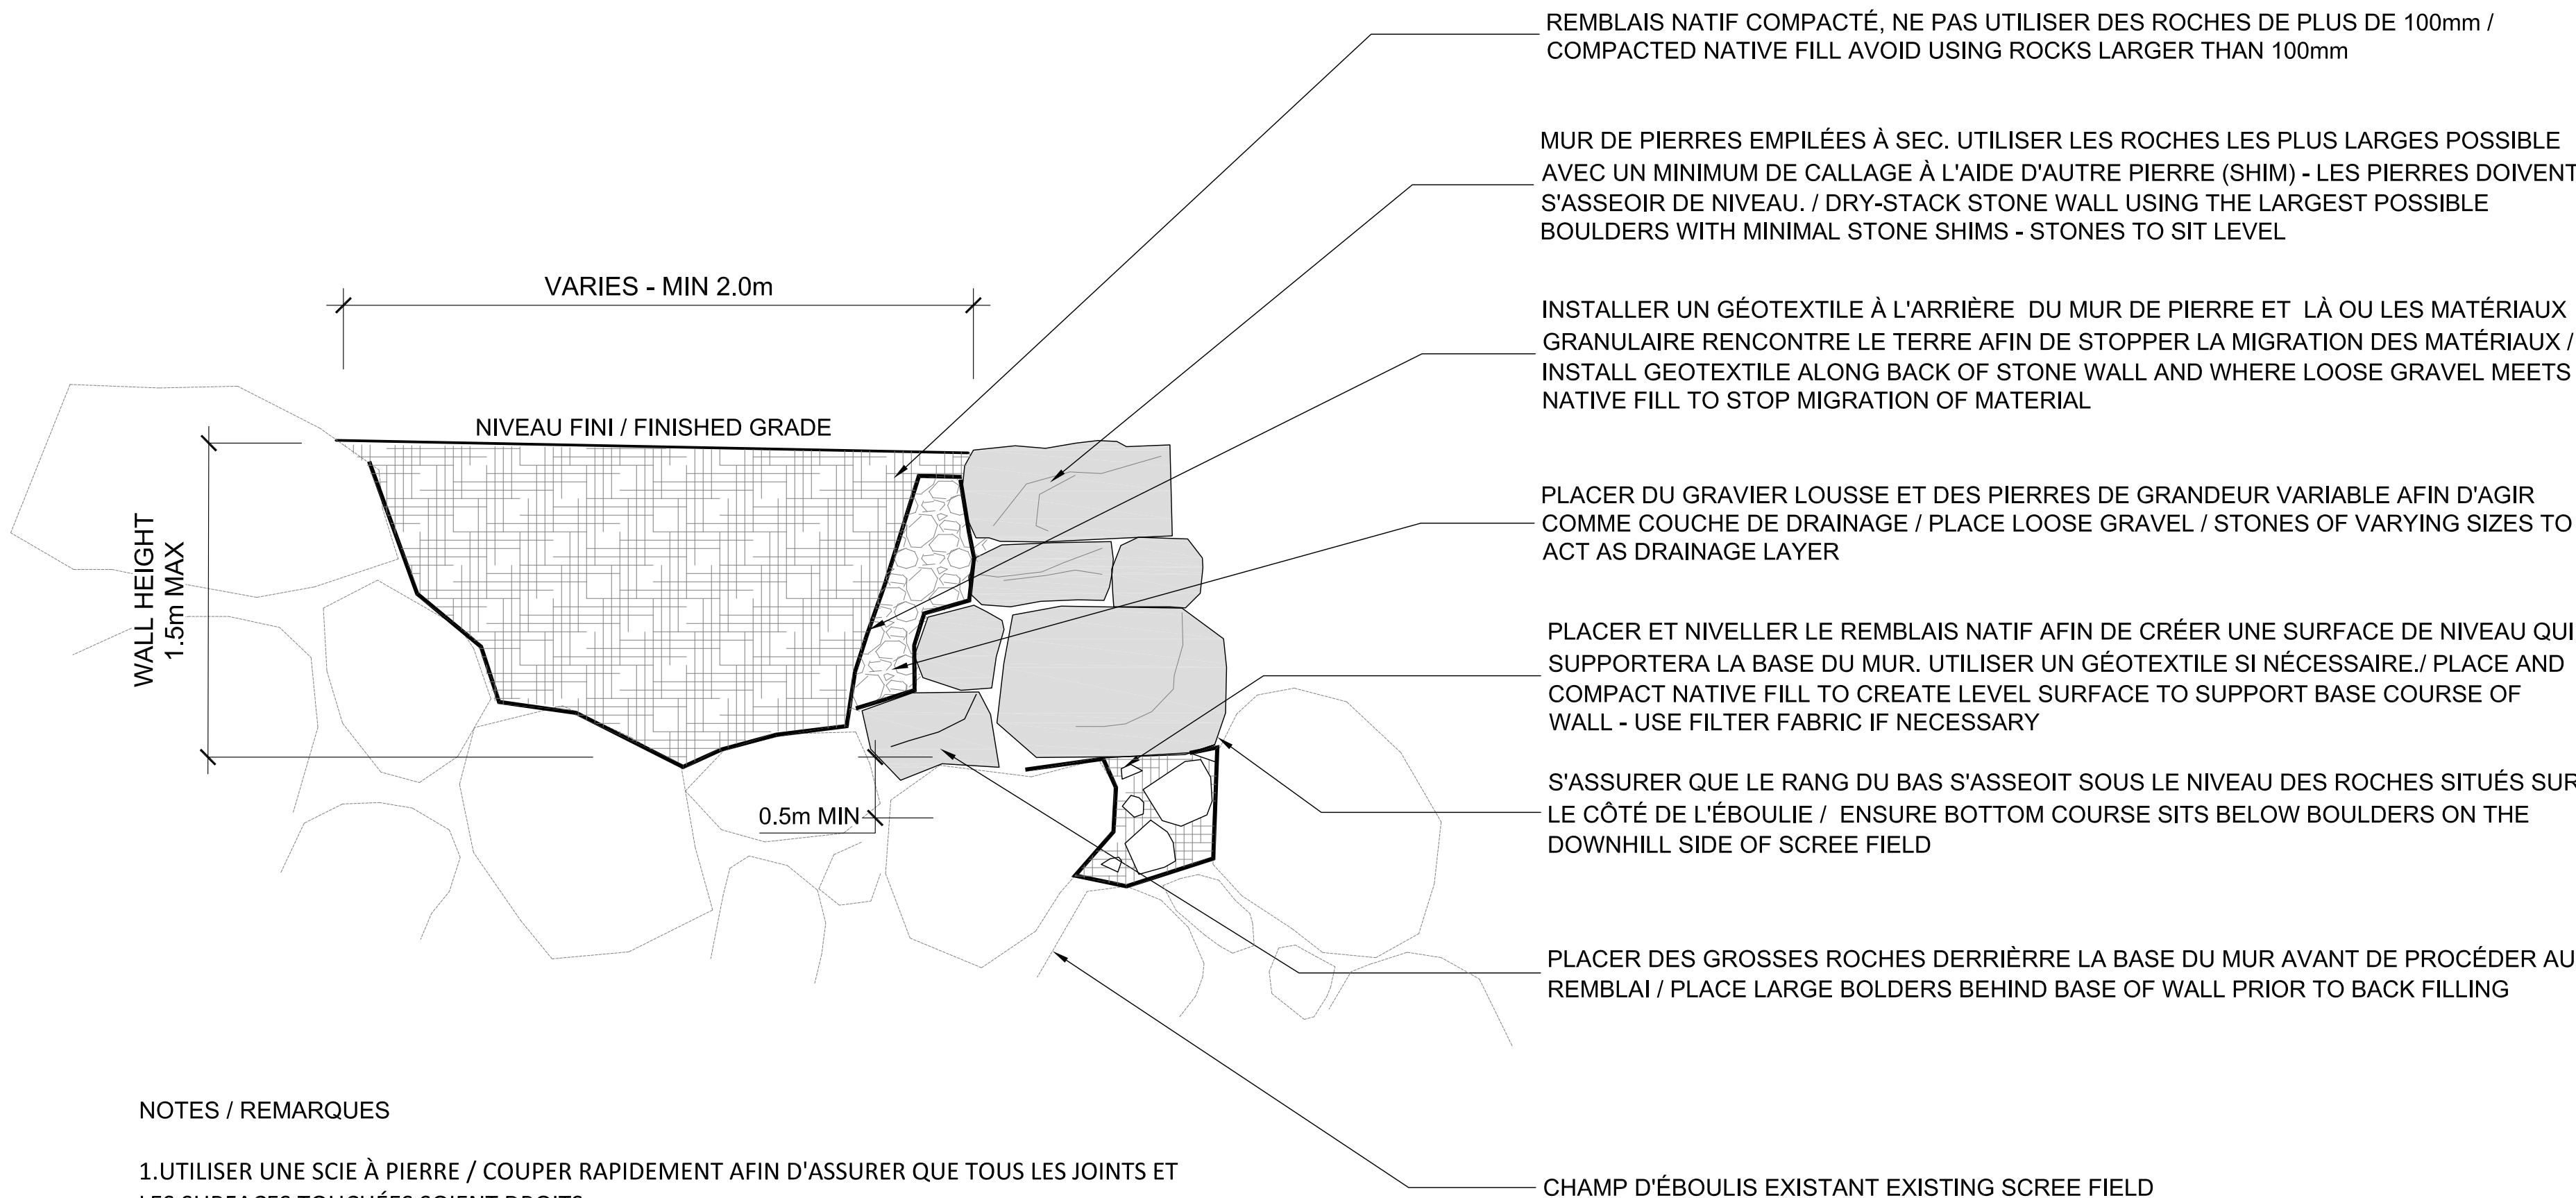 REMBLAIS NATIF COMPACTÉ, NE PAS UTILISER DES ROCHES DE PLUS DE 100mm /
COMPACTED NATIVE FILL AVOID USING ROCKS LARGER THAN 100mm
MUR DE PIERRES EMPILÉES À SEC. UTILISER LES ROCHES LES PLUS LARGES POSSIBLE
AVEC UN MINIMUM DE CALLAGE À L'AIDE D'AUTRE PIERRE (SHIM) - LES PIERRES DOIVENT
S'ASSEOIR DE NIVEAU. / DRY-STACK STONE WALL USING THE LARGEST POSSIBLE
BOULDERS WITH MINIMAL STONE SHIMS - STONES TO SIT LEVEL
VARIES - MIN 2.0m
INSTALLER UN GÉOTEXTILE À L'ARRIÈRE DU MUR DE PIERRE ET LÀ OU LES MATÉRIAUX
GRANULAIRE RENCONTRE LE TERRE AFIN DE STOPPER LA MIGRATION DES MATÉRIAUX /
INSTALL GEOTEXTILE ALONG BACK OF STONE WALL AND WHERE LOOSE GRAVEL MEETS
NATIVE FILL TO STOP MIGRATION OF MATERIAL
NIVEAU FINI / FINISHED GRADE
WALL HEIGHT
1.5m MAX
PLACER DU GRAVIER LOUSSE ET DES PIERRES DE GRANDEUR VARIABLE AFIN D'AGIR
COMME COUCHE DE DRAINAGE / PLACE LOOSE GRAVEL / STONES OF VARYING SIZES TO
ACT AS DRAINAGE LAYER
PLACER ET NIVELLER LE REMBLAIS NATIF AFIN DE CRÉER UNE SURFACE DE NIVEAU QUI
SUPPORTERA LA BASE DU MUR. UTILISER UN GÉOTEXTILE SI NÉCESSAIRE./ PLACE AND
COMPACT NATIVE FILL TO CREATE LEVEL SURFACE TO SUPPORT BASE COURSE OF
WALL - USE FILTER FABRIC IF NECESSARY
0.5m MIN
S'ASSURER QUE LE RANG DU BAS S'ASSEOIT SOUS LE NIVEAU DES ROCHES SITUÉS SUR
LE CÔTÉ DE L'ÉBOULIE / ENSURE BOTTOM COURSE SITS BELOW BOULDERS ON THE
DOWNHILL SIDE OF SCREE FIELD
PLACER DES GROSSES ROCHES DERRIÈRRE LA BASE DU MUR AVANT DE PROCÉDER AU
REMBLAI / PLACE LARGE BOLDERS BEHIND BASE OF WALL PRIOR TO BACK FILLING
NOTES / REMARQUES
1.UTILISER UNE SCIE À PIERRE / COUPER RAPIDEMENT AFIN D'ASSURER QUE TOUS LES JOINTS ET
LES SURFACES TOUCHÉES SOIENT DROITS
CHAMP D'ÉBOULIS EXISTANT EXISTING SCREE FIELD